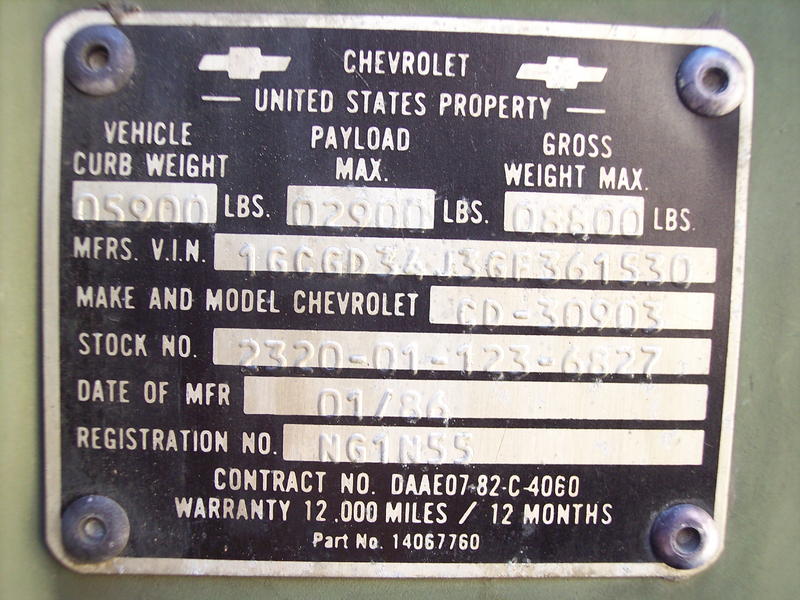 CHEVROLET
UNITED STATES PROPERTY
VEHICLE CURB WEIGHT
PAYLOAD MAX.
GROSS WEIGHT MAX.
05900 LBS. 02900 LBS. 08800 LBS.
MFRS. V.I.N. 1GCGD34J3GF361530
MAKE AND MODEL CHEVROLET CD-30903
STOCK NO. 2320-01-123-6827
DATE OF MFR 01/86
REGISTRATION NO. NG1N55
CONTRACT NO. DAAE07-82-C-4060
WARRANTY 12,000 MILES / 12 MONTHS
Part No. 14067760